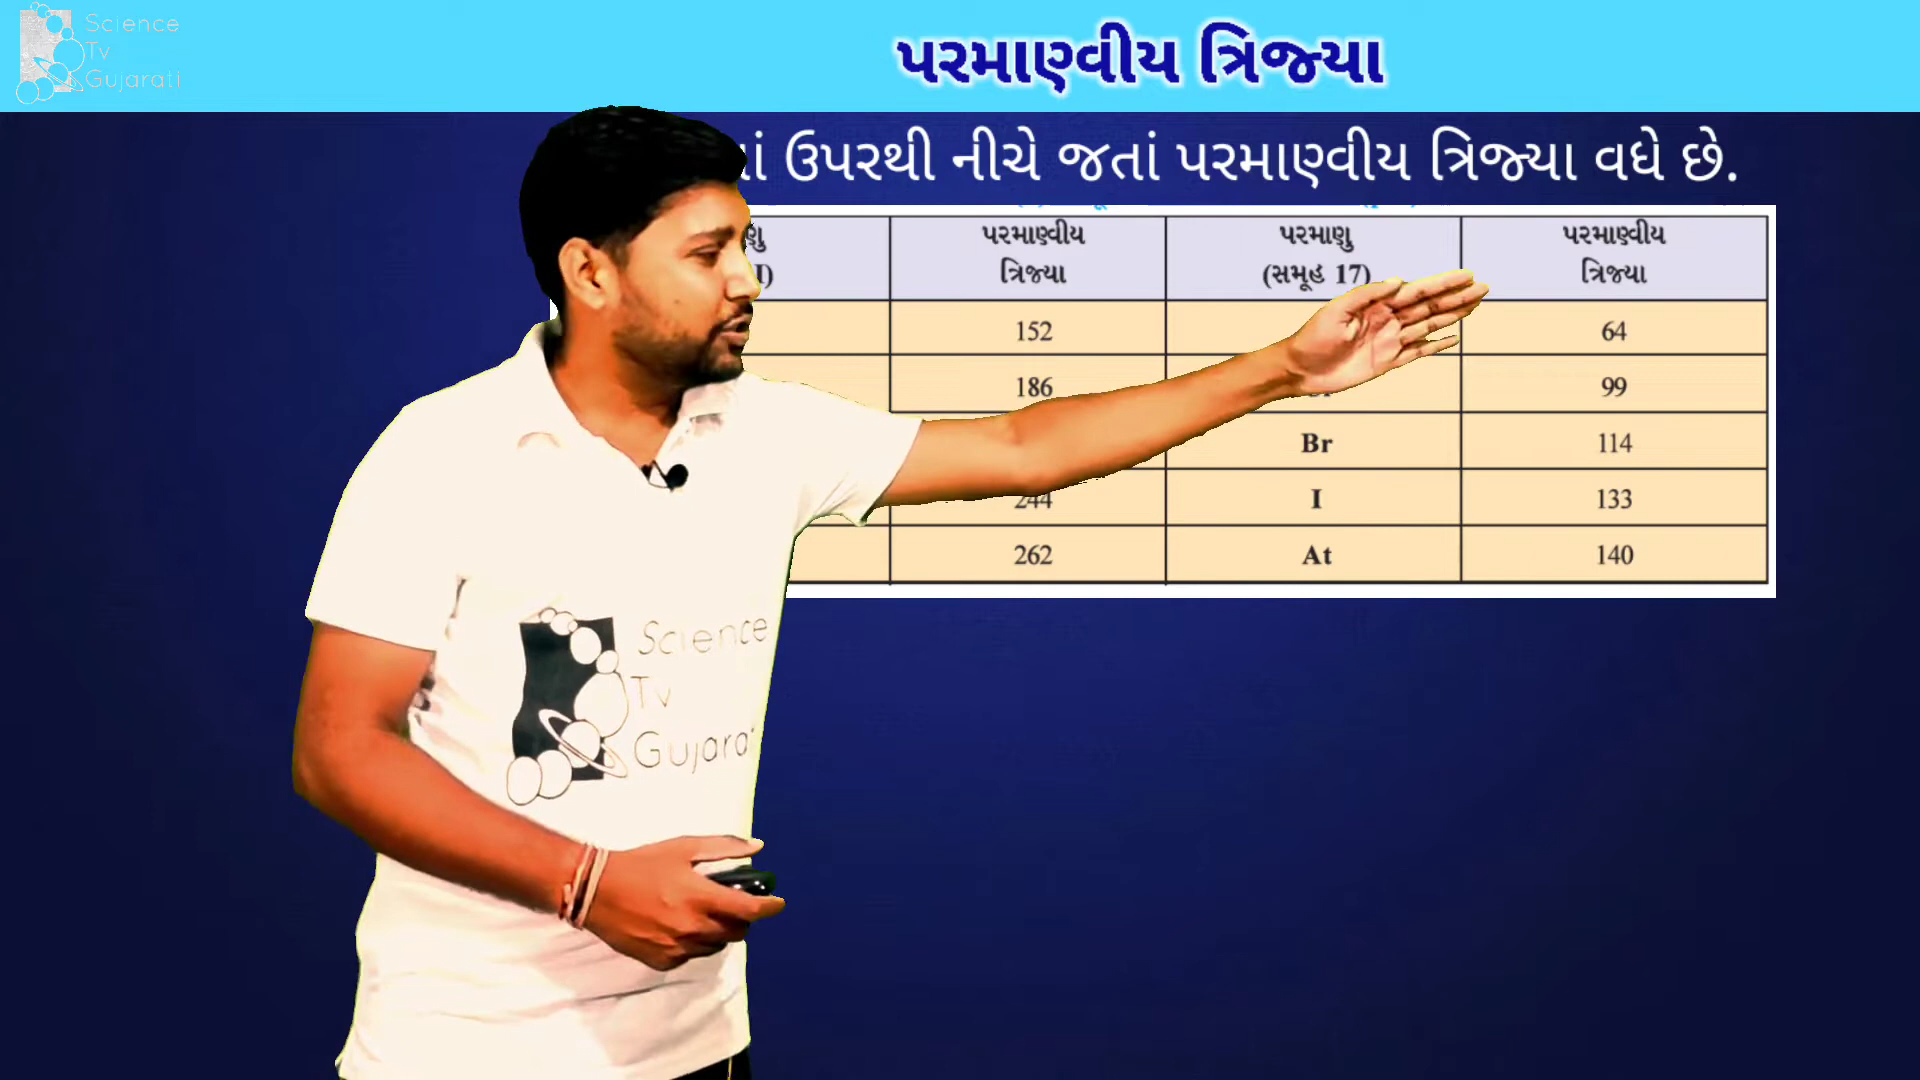 Science
Tv
Gujarati
પરમાણ્વીય ત્રિજ્યા
ઉપરથી નીચે જતાં પરમાણ્વીય ત્રિજ્યા વધે છે.
પરમાણ્વીય ત્રિજ્યા
પરમાણુ (સમૂહ 17)
પરમાણ્વીય ત્રિજ્યા
152 64
186 99
Br 114
244 I 133
262 At 140
Science
Tv